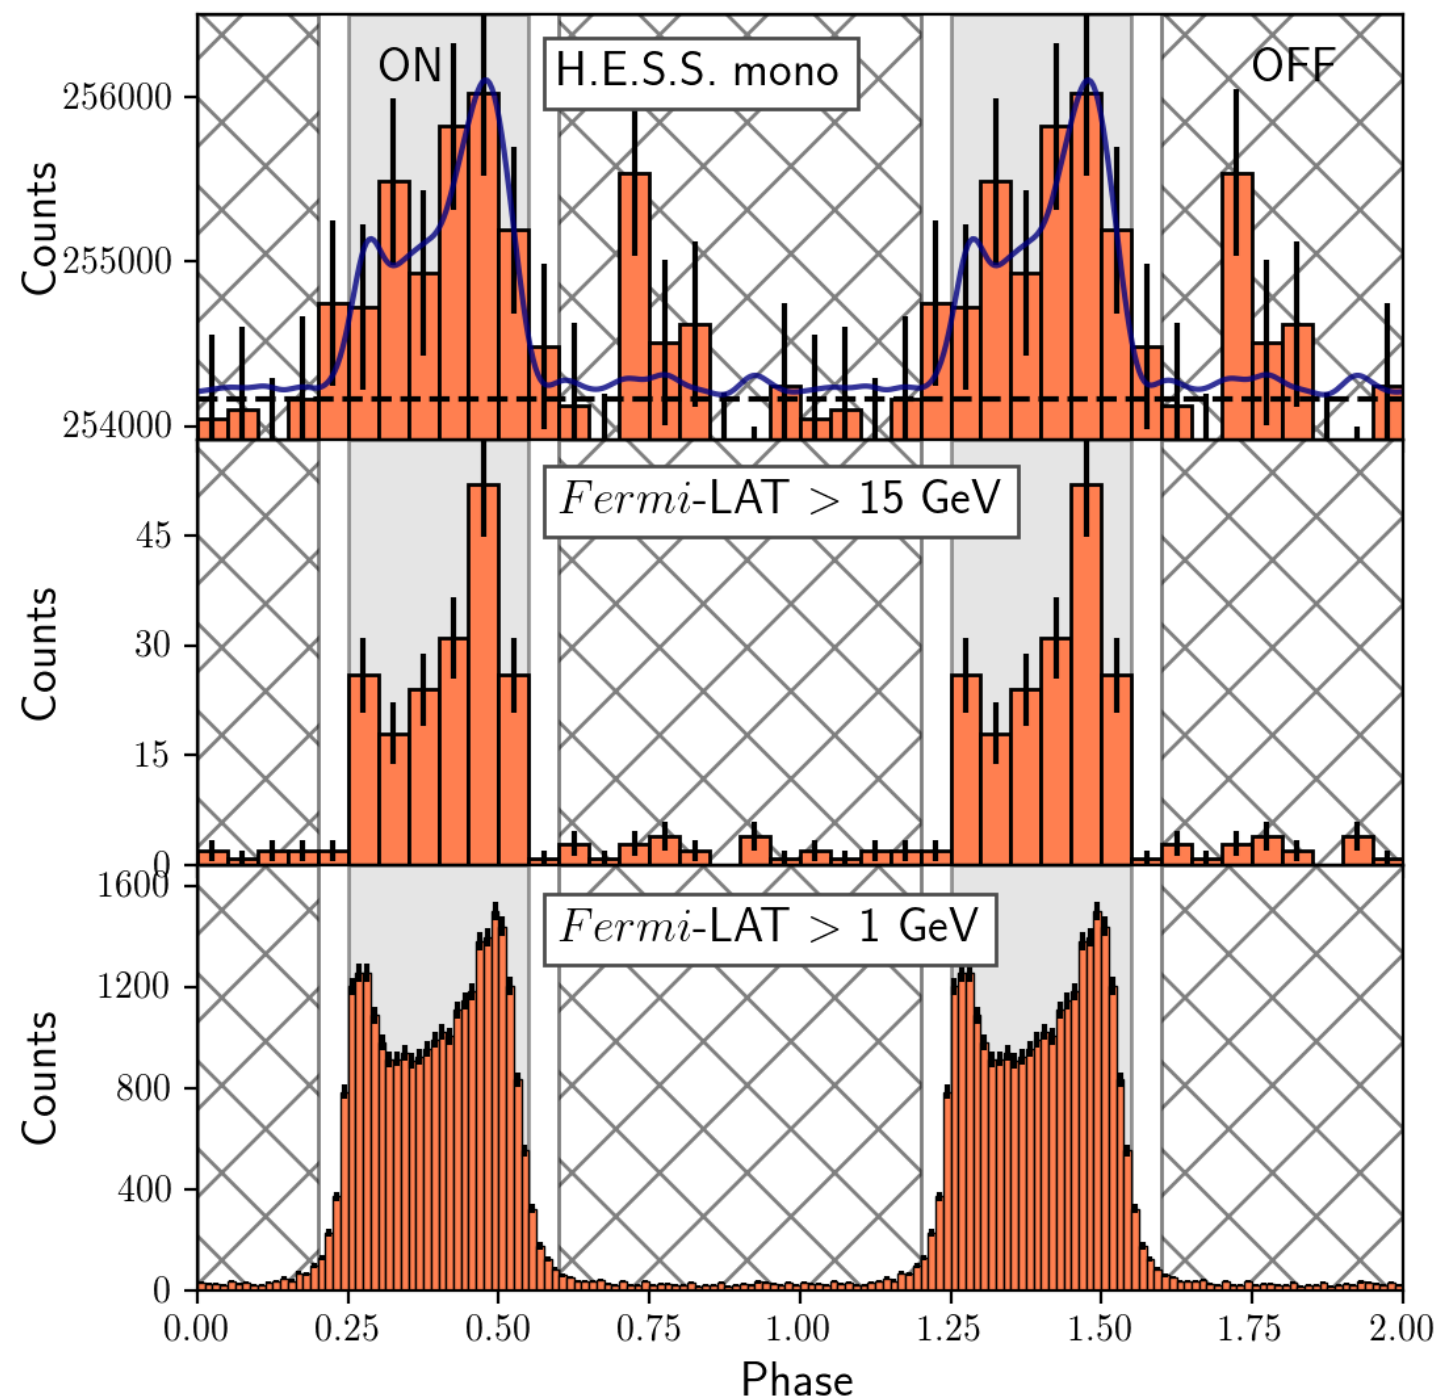 ON
H.E.S.S. mono
OFF
256000
255000
254000
Counts
Fermi-LAT > 15 GeV
45
30
15
0
Counts
Fermi-LAT > 1 GeV
1600
1200
800
400
0
Counts
0.00 0.25 0.50 0.75 1.00 1.25 1.50 1.75 2.00
Phase